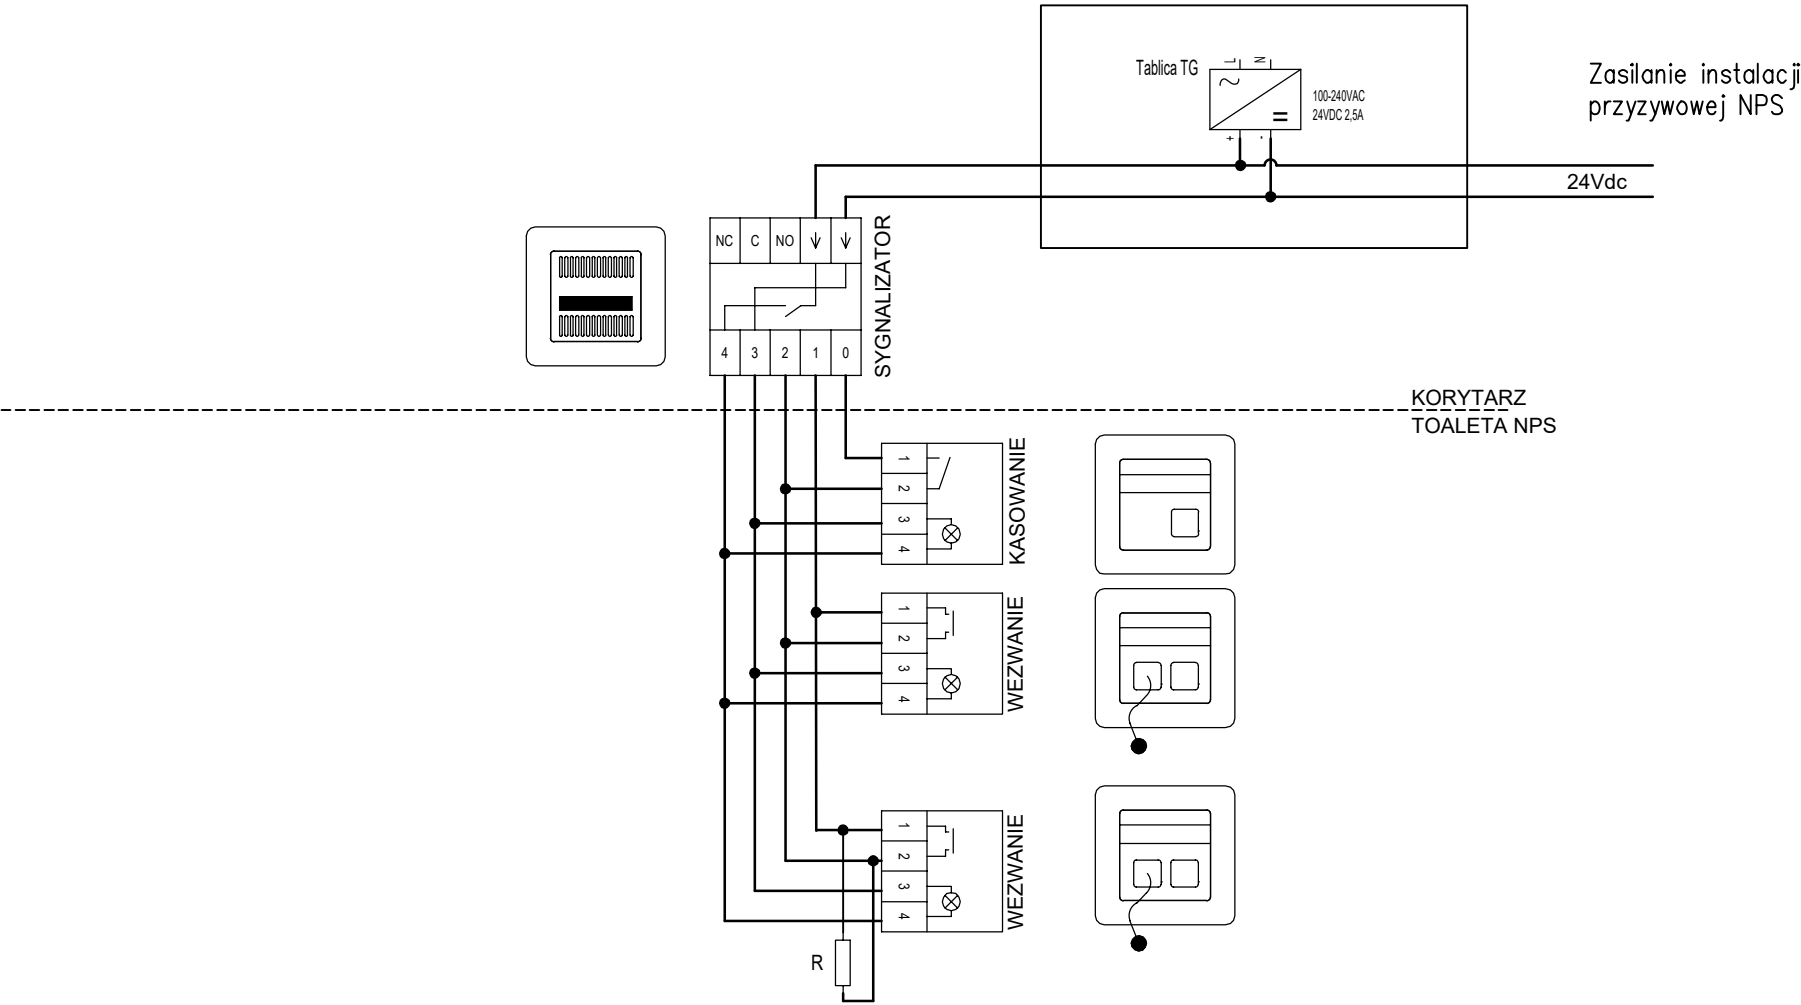 Tablica TG
L N
100-240VAC
24VDC 2,5A
+ -
Zasilanie instalacji
przyzywowej NPS
24Vdc
NC C NO
SYGNALIZATOR
4 3 2 1 0
KORYTARZ
TOALETA NPS
1
2
3
4
KASOWANIE
1
2
3
4
WEZWANIE
1
2
3
4
WEZWANIE
R